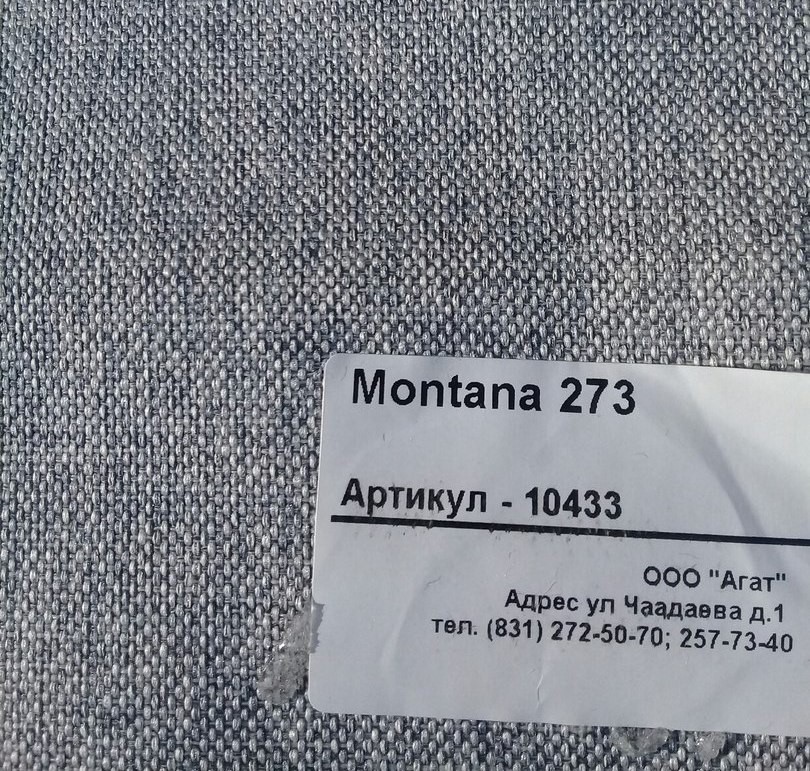 Montana 273
Артикул - 10433
ООО "Агат"
Адрес ул Чаадаева д.1
тел. (831) 272-50-70; 257-73-40